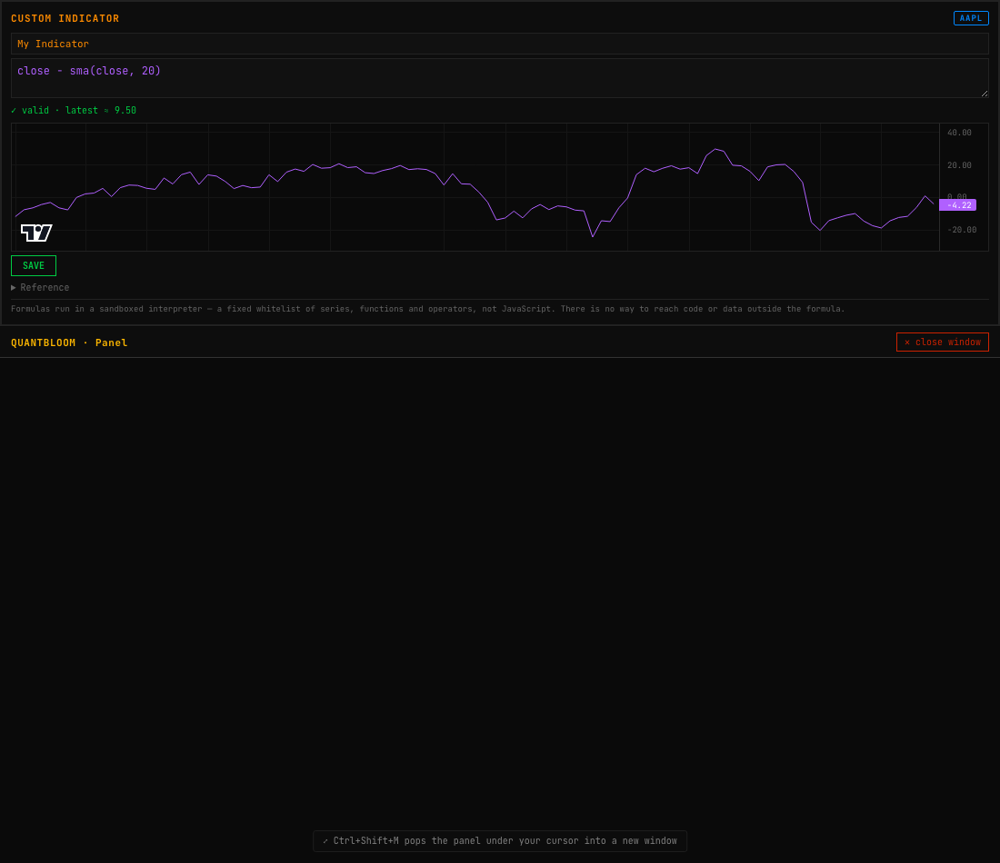 CUSTOM INDICATOR
AAPL
My Indicator
close - sma(close, 20)
✓ valid · latest ≈ 9.50
40.00
20.00
0.00
-4.22
-20.00
SAVE
▶ Reference
Formulas run in a sandboxed interpreter — a fixed whitelist of series, functions and operators, not JavaScript. There is no way to reach code or data outside the formula.
QUANTBLOOM · Panel
× close window
✓ Ctrl+Shift+M pops the panel under your cursor into a new window